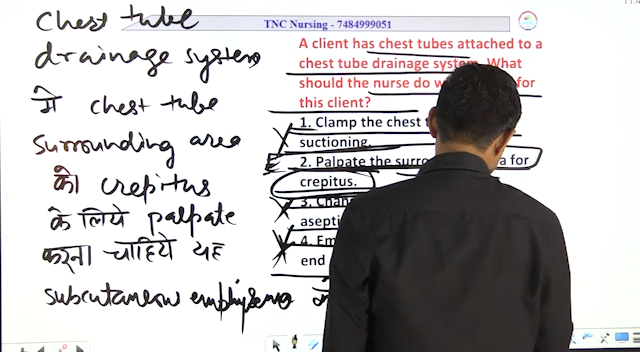 TNC Nursing - 7484999051
chest tube
drainage system
में chest tube
surrounding area
को crepitus
के लिये palpate
करना चाहिये यह
subcutaneous emphysema में
A client has chest tubes attached to a
chest tube drainage system. What
should the nurse do for
this client?
1. Clamp the chest
suctioning.
2. Palpate the for
crepitus.
3.
4.
end